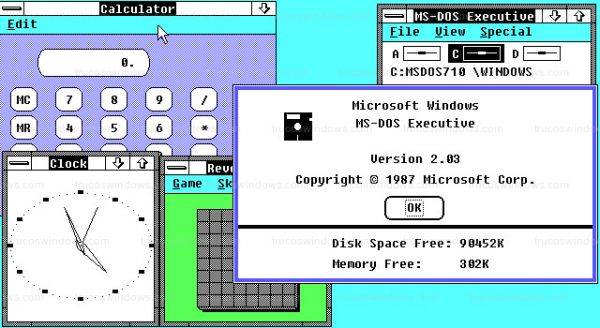 Calculator
Edit
0.
MC 7 8 9 /
MR 4 5 6 *
MS-DOS Executive
File View Special
A C D
C:MSDOS710 \WINDOWS
Microsoft Windows
MS-DOS Executive
Version 2.03
Copyright © 1987 Microsoft Corp.
OK
Disk Space Free: 90452K
Memory Free: 302K
Clock
Rev
Game Sk
trucoswindows.com